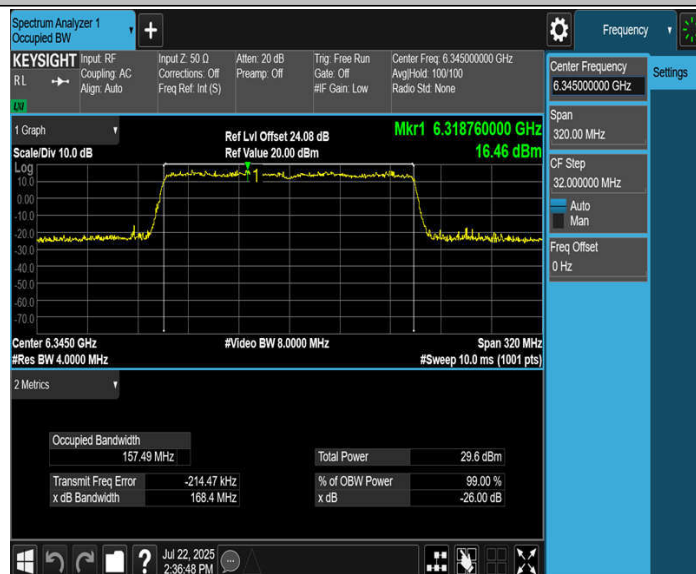 Spectrum Analyzer 1
Occupied BW
+
Frequency
KEYSIGHT
RL
LXI
Input: RF
Coupling: AC
Align: Auto
Input Z: 50 Ω
Corrections: Off
Freq Ref: Int (S)
Atten: 20 dB
Preamp: Off
Trig: Free Run
Gate: Off
#IF Gain: Low
Center Freq: 6.345000000 GHz
Avg|Hold: 100/100
Radio Std: None
Center Frequency
6.345000000 GHz
Settings
Span
320.00 MHz
CF Step
32.000000 MHz
Auto
Man
Freq Offset
0 Hz
1 Graph
Scale/Div 10.0 dB
Ref Lvl Offset 24.08 dB
Ref Value 20.00 dBm
Mkr1 6.318760000 GHz
16.46 dBm
Log
10.0
0.00
-10.0
-20.0
-30.0
-40.0
-50.0
-60.0
-70.0
1
Center 6.3450 GHz
#Video BW 8.0000 MHz
Span 320 MHz
#Res BW 4.0000 MHz
#Sweep 10.0 ms (1001 pts)
2 Metrics
Occupied Bandwidth
157.49 MHz
Total Power 29.6 dBm
Transmit Freq Error -214.47 kHz
% of OBW Power 99.00 %
x dB Bandwidth 168.4 MHz
x dB -26.00 dB
?
Jul 22, 2025
2:36:48 PM